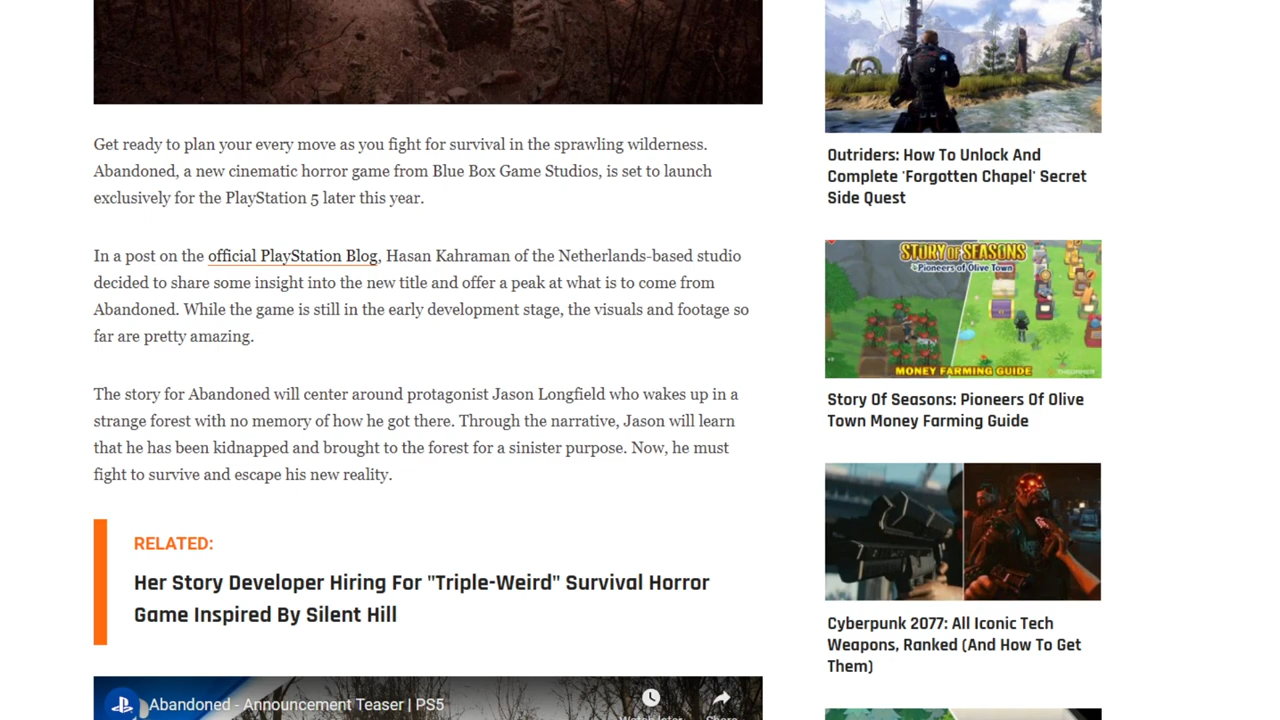 Get ready to plan your every move as you fight for survival in the sprawling wilderness.
Abandoned, a new cinematic horror game from Blue Box Game Studios, is set to launch
exclusively for the PlayStation 5 later this year.
In a post on the official PlayStation Blog, Hasan Kahraman of the Netherlands-based studio
decided to share some insight into the new title and offer a peak at what is to come from
Abandoned. While the game is still in the early development stage, the visuals and footage so
far are pretty amazing.
The story for Abandoned will center around protagonist Jason Longfield who wakes up in a
strange forest with no memory of how he got there. Through the narrative, Jason will learn
that he has been kidnapped and brought to the forest for a sinister purpose. Now, he must
fight to survive and escape his new reality.
RELATED:
Her Story Developer Hiring For "Triple-Weird" Survival Horror
Game Inspired By Silent Hill
Abandoned - Announcement Teaser | PS5
Watch later
Share
Outriders: How To Unlock And
Complete 'Forgotten Chapel' Secret
Side Quest
STORY OF SEASONS
Pioneers of Olive Town
MONEY FARMING GUIDE
Story Of Seasons: Pioneers Of Olive
Town Money Farming Guide
Cyberpunk 2077: All Iconic Tech
Weapons, Ranked (And How To Get
Them)